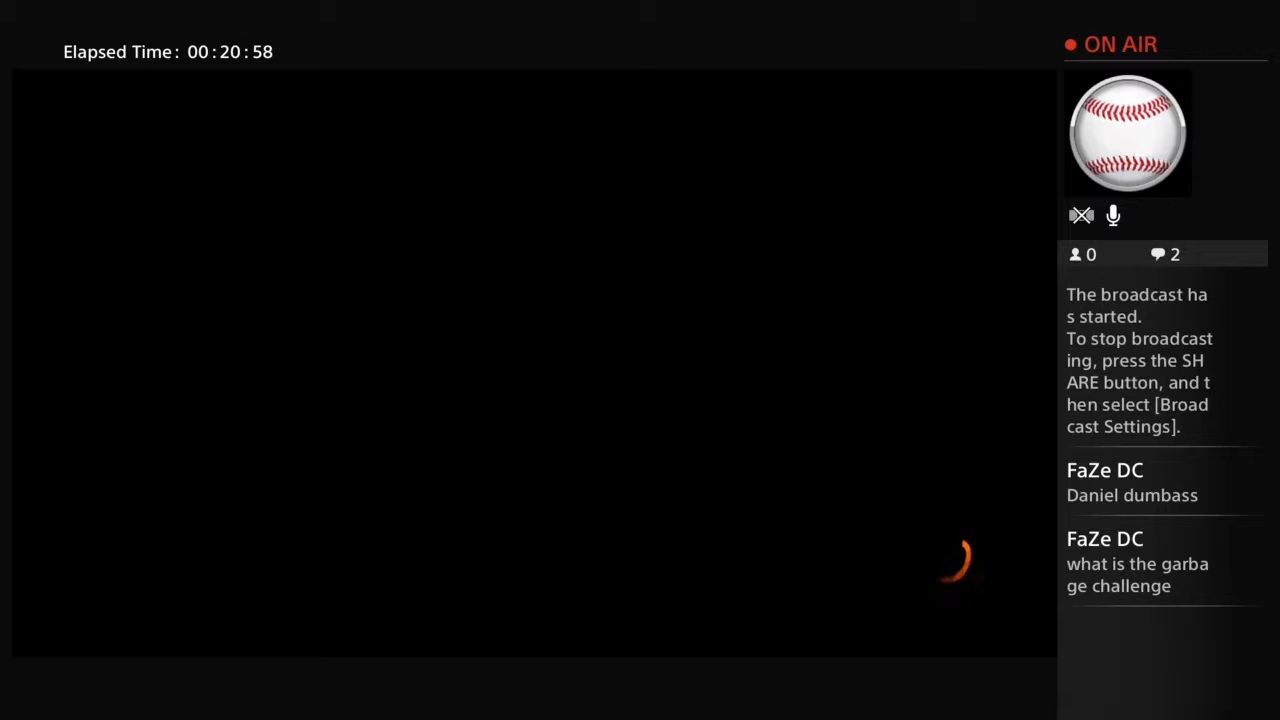 Elapsed Time: 00:20:58
ON AIR
0 2
The broadcast ha
s started.
To stop broadcast
ing, press the SH
ARE button, and t
hen select [Broad
cast Settings].
FaZe DC
Daniel dumbass
FaZe DC
what is the garba
ge challenge